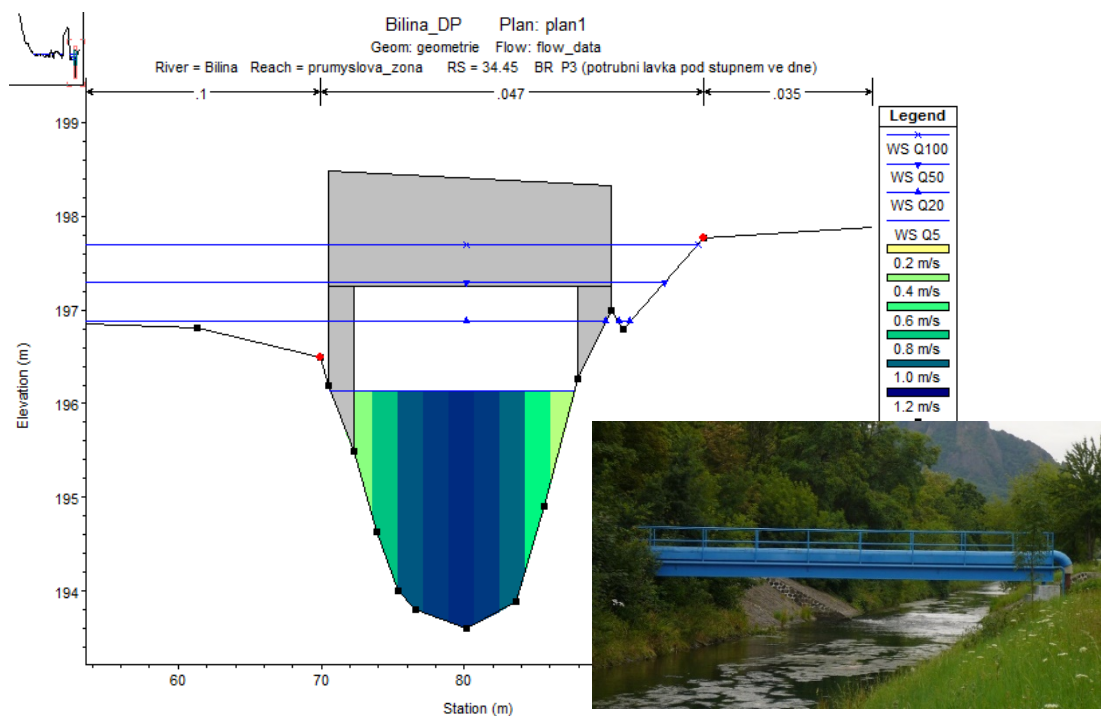 Bilina_DP Plan: plan1
Geom: geometrie Flow: flow_data
River = Bilina Reach = prumyslova_zona RS = 34.45 BR P3 (potrubni lavka pod stupnem ve dne)
.1 .047 .035
Legend
WS Q100
WS Q50
WS Q20
WS Q5
0.2 m/s
0.4 m/s
0.6 m/s
0.8 m/s
1.0 m/s
1.2 m/s
199
198
197
196
195
194
Elevation (m)
60 70 80
Station (m)